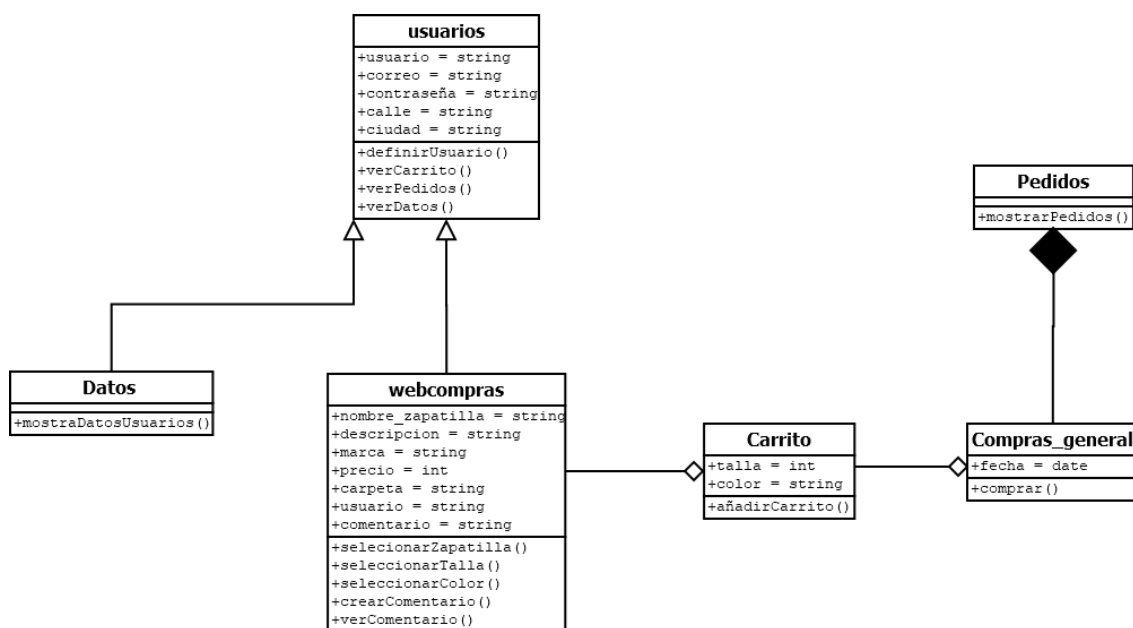 usuarios
+usuario = string
+correo = string
+contraseña = string
+calle = string
+ciudad = string
+definirUsuario()
+verCarrito()
+verPedidos()
+verDatos()
Pedidos
+mostrarPedidos()
Datos
+mostraDatosUsuarios()
webcompras
+nombre_zapatilla = string
+descripcion = string
+marca = string
+precio = int
+carpeta = string
+usuario = string
+comentario = string
+selecionarZapatilla()
+seleccionarTalla()
+seleccionarColor()
+crearComentario()
+verComentario()
Carrito
+talla = int
+color = string
+añadirCarrito()
Compras_general
+fecha = date
+comprar()